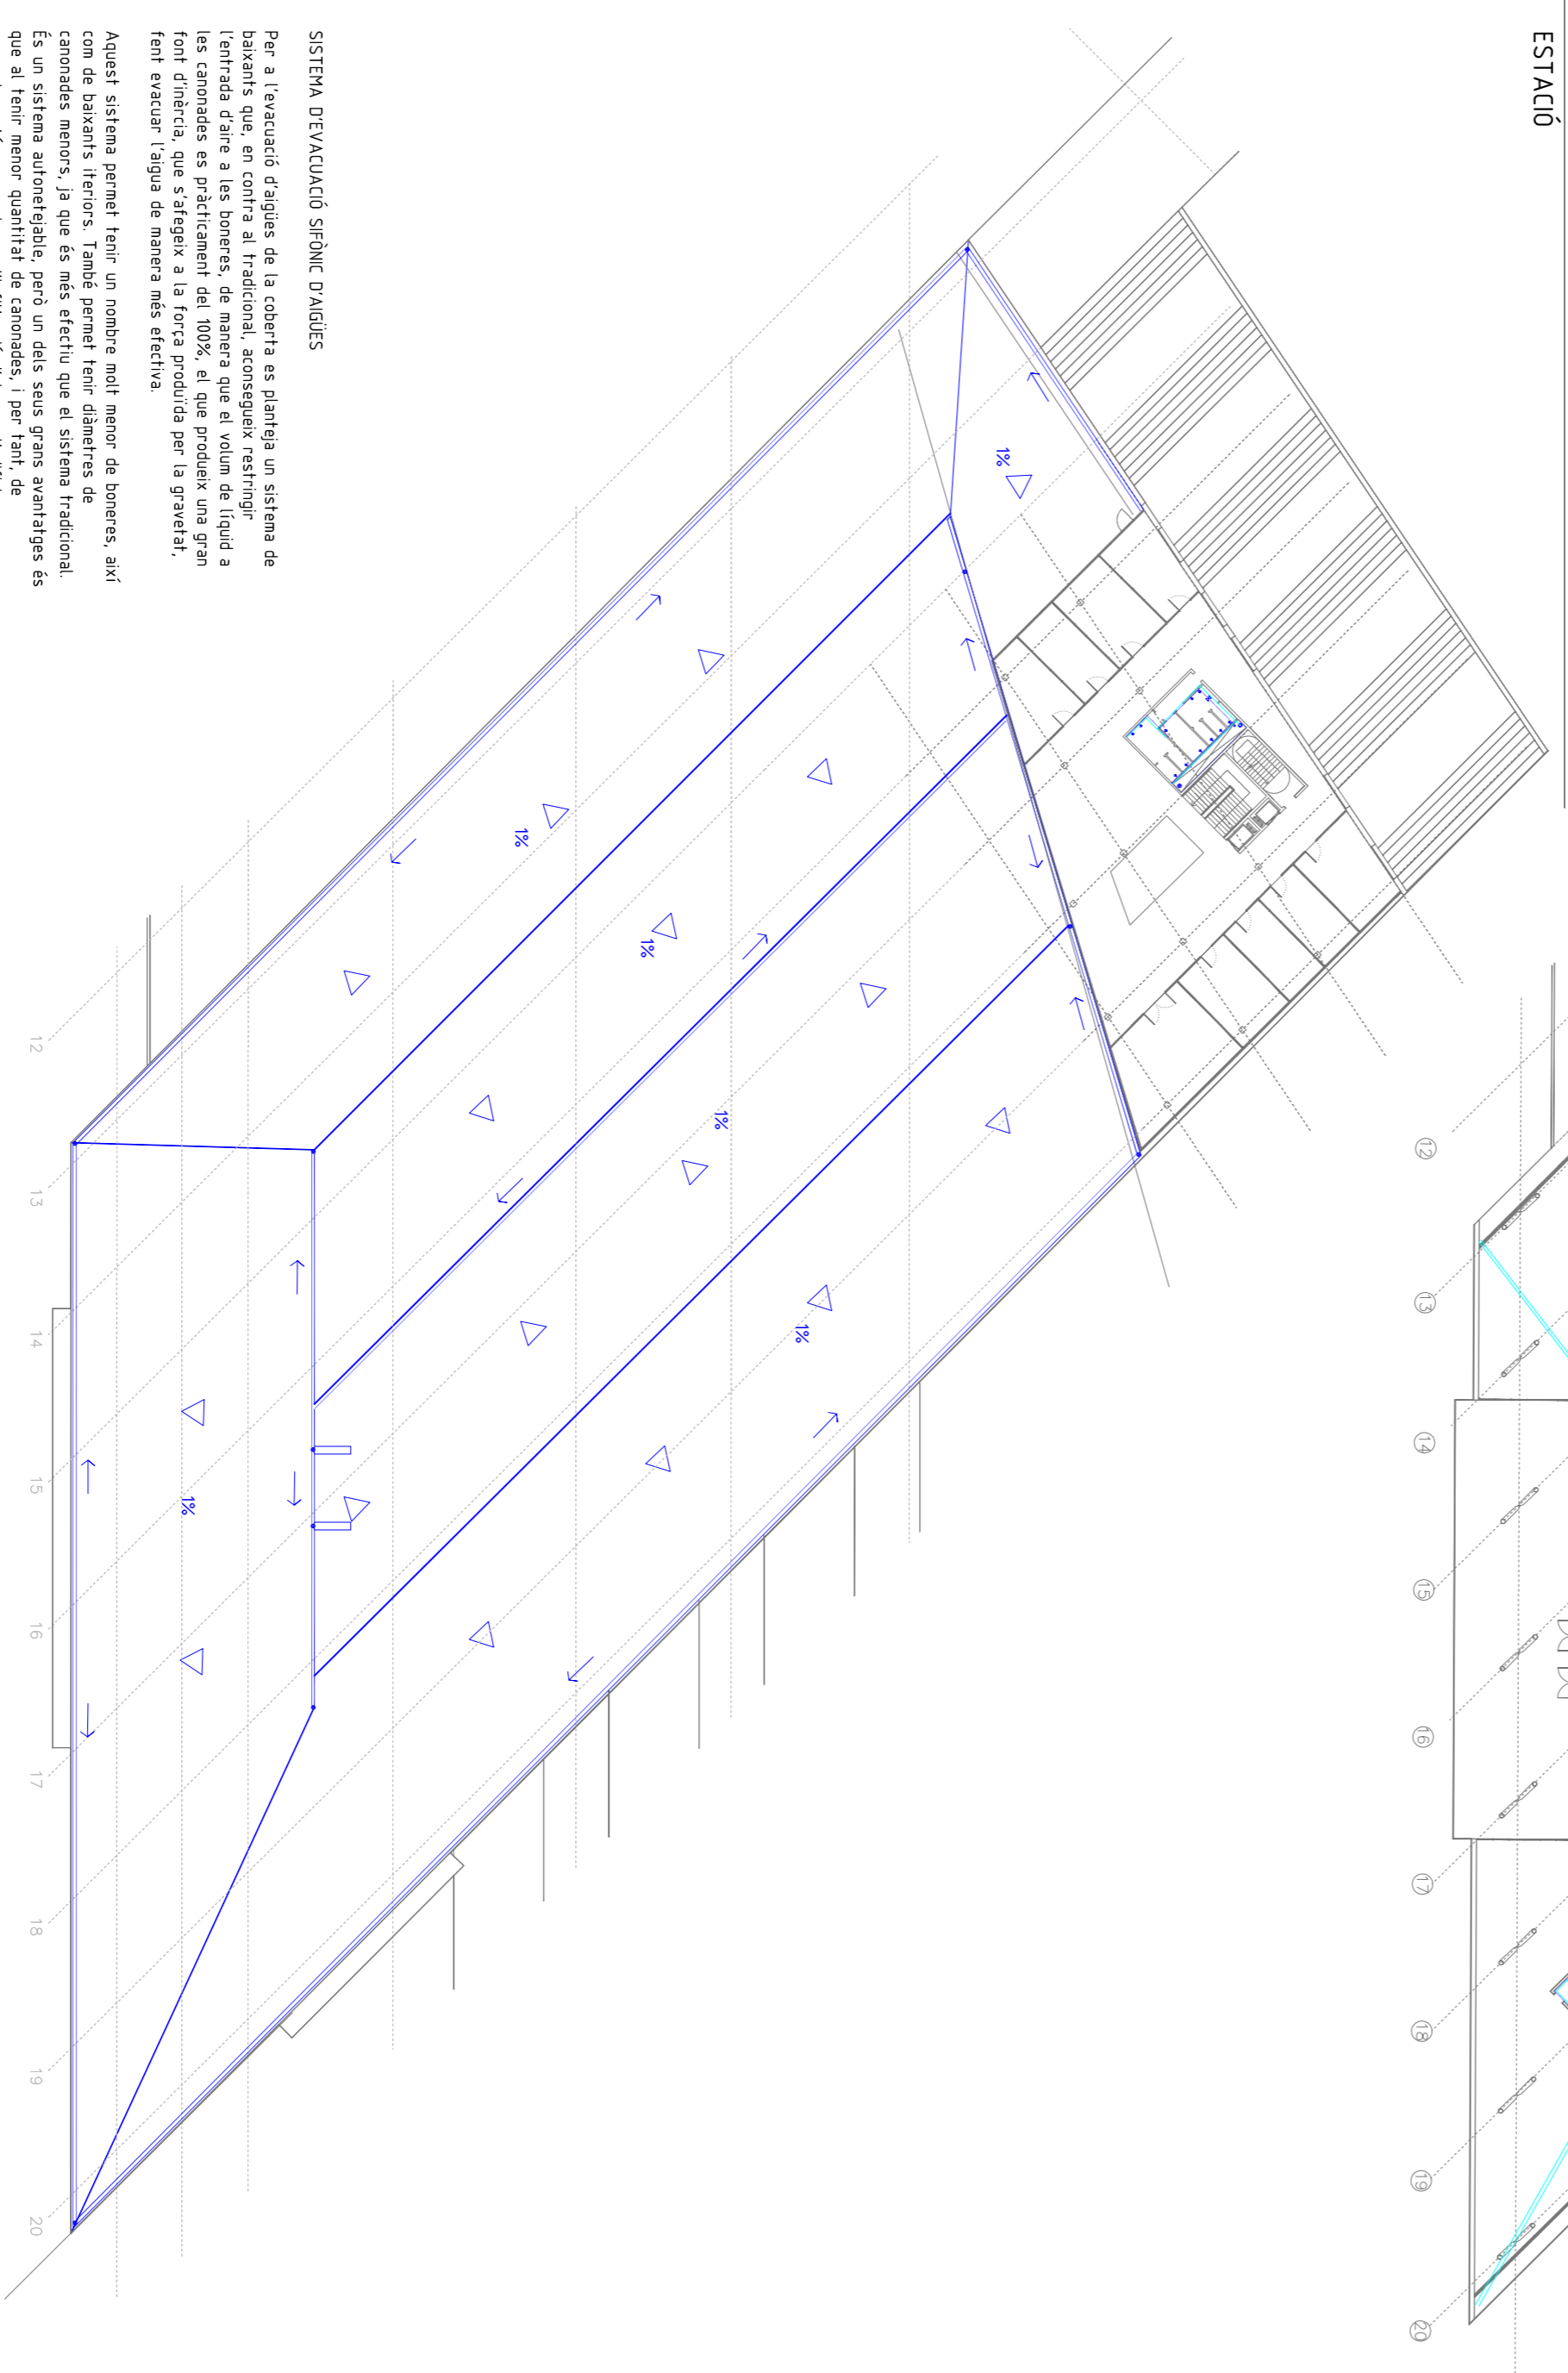 ESTACIÓ
SISTEMA D'EVACUACIÓ SIFÒNIC D'AIGÜES
Per a l'evacuació d'aigües de la coberta es planteja un sistema de
baixants que, en contra al tradicional, aconsegueix restringir
l'entrada d'aire a les boneres, de manera que el volum de líquid a
les canonades es pràcticament del 100%, el que produeix una gran
font d'inèrcia, que s'afegeix a la força produïda per la gravetat,
fent evacuar l'aigua de manera més efectiva.
Aquest sistema permet tenir un nombre molt menor de boneres, així
com de baixants iteriors. També permet tenir diàmetres de
canonades menors, ja que és més efectiu que el sistema tradicional.
És un sistema autonetejable, però un dels seus grans avantatges és
que al tenir menor quantitat de canonades, i per tant, de
1%
1%
1%
1%
1%
1%
12
13
14
15
16
17
18
19
20
12
13
14
15
16
17
18
19
20